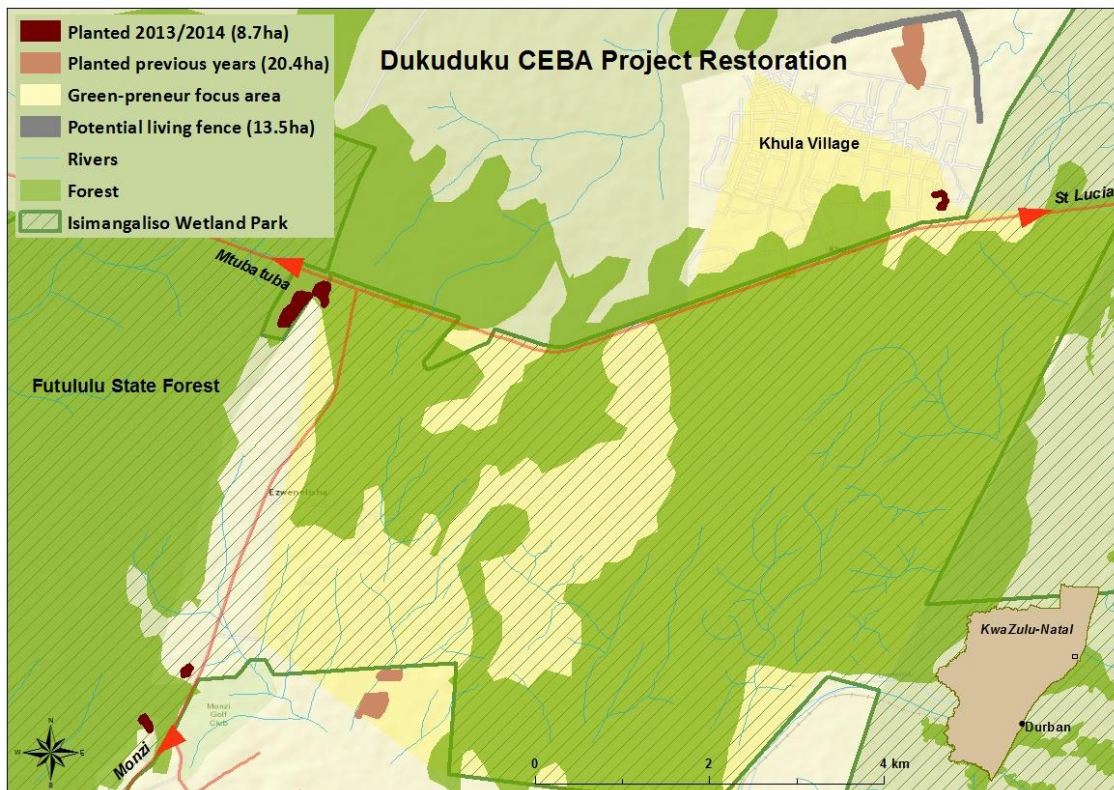 Planted 2013/2014 (8.7ha)
Planted previous years (20.4ha)
Green-preneur focus area
Potential living fence (13.5ha)
Rivers
Forest
Isimangaliso Wetland Park
Dukuduku CEBA Project Restoration
Khula Village
St Lucia
Mtubatuba
Futululu State Forest
Ezwenelisha
KwaZulu-Natal
Durban
Monzi
Golf
Club
Monzi
N
W
E
S
0
2
4 km